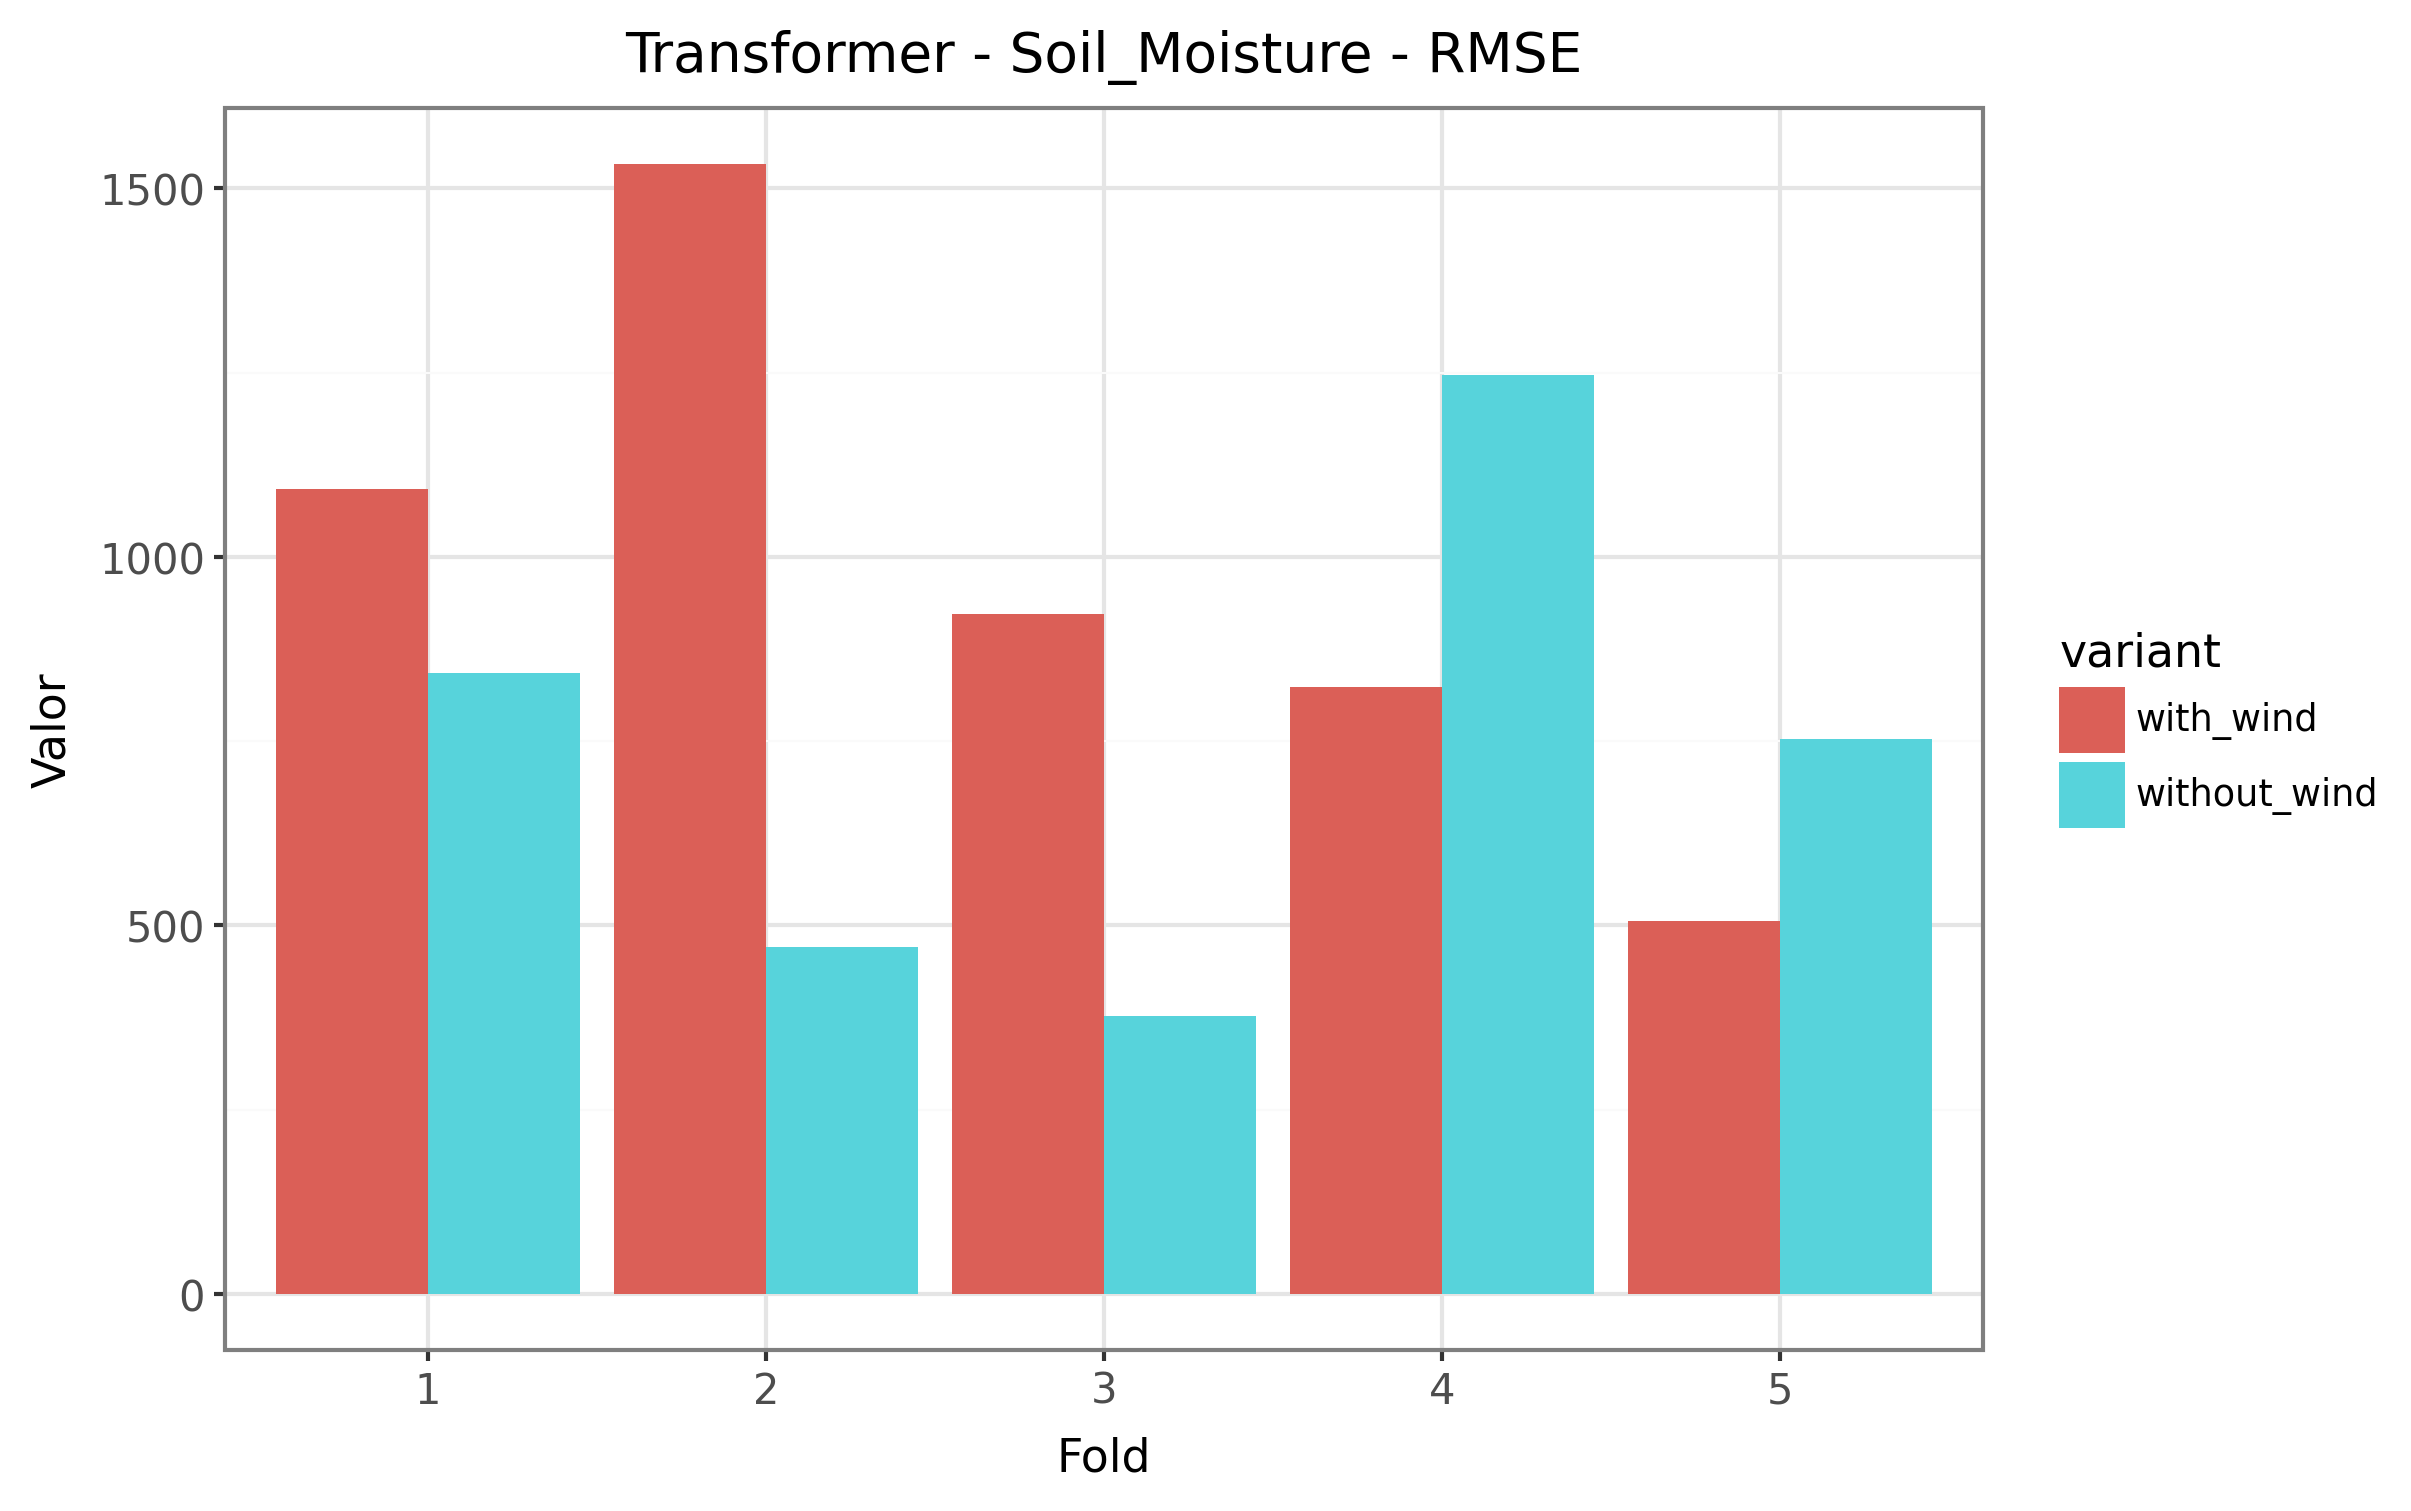 Transformer - Soil_Moisture - RMSE
1500
1000
500
0
Valor
1 2 3 4 5
Fold
variant
with_wind
without_wind